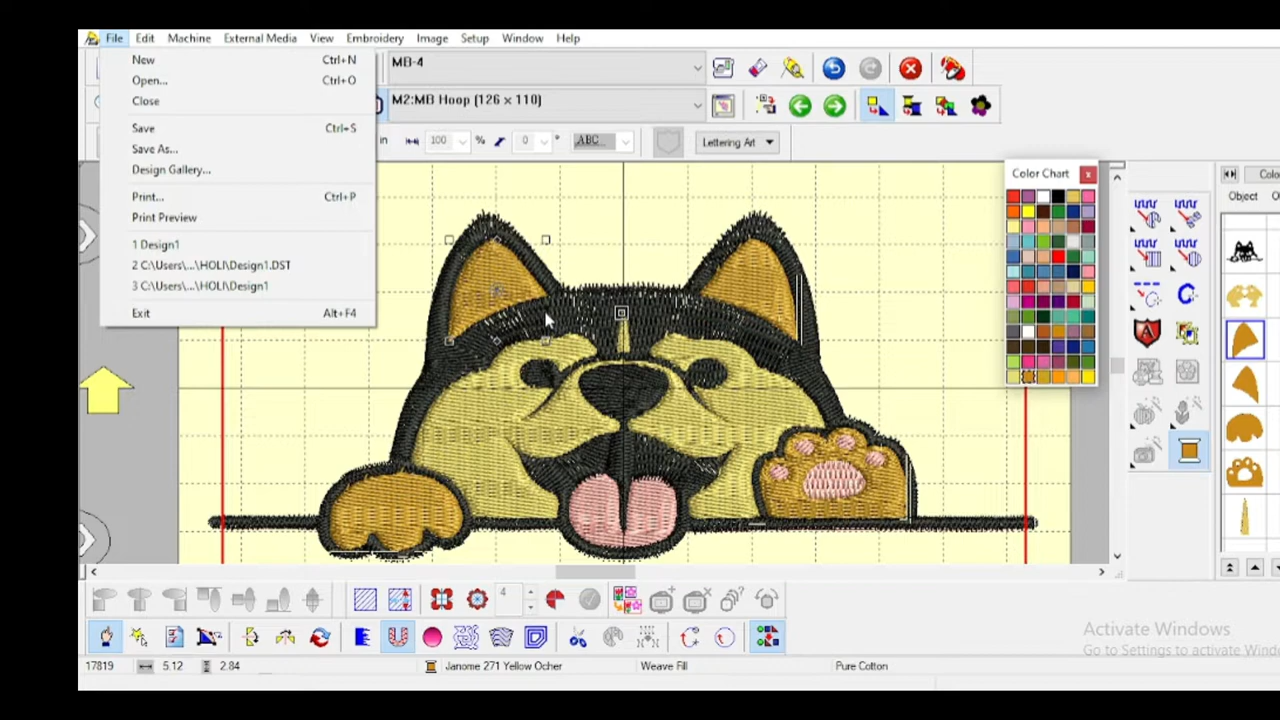 File Edit Machine External Media View Embroidery Image Setup Window Help
New Ctrl+N
Open... Ctrl+O
Close
Save Ctrl+S
Save As...
Design Gallery...
Print... Ctrl+P
Print Preview
1 Design1
2 C:\Users\...\HOLI\Design1.DST
3 C:\Users\...\HOLI\Design1
Exit Alt+F4
MB-4
M2:MB Hoop (126 x 110)
in 100 % 0 ° ABC Lettering Art
Color Chart
Object
4
Activate Windows
Go to Settings to activate
17819 5.12 2.84 Janome 271 Yellow Ocher Weave Fill Pure Cotton